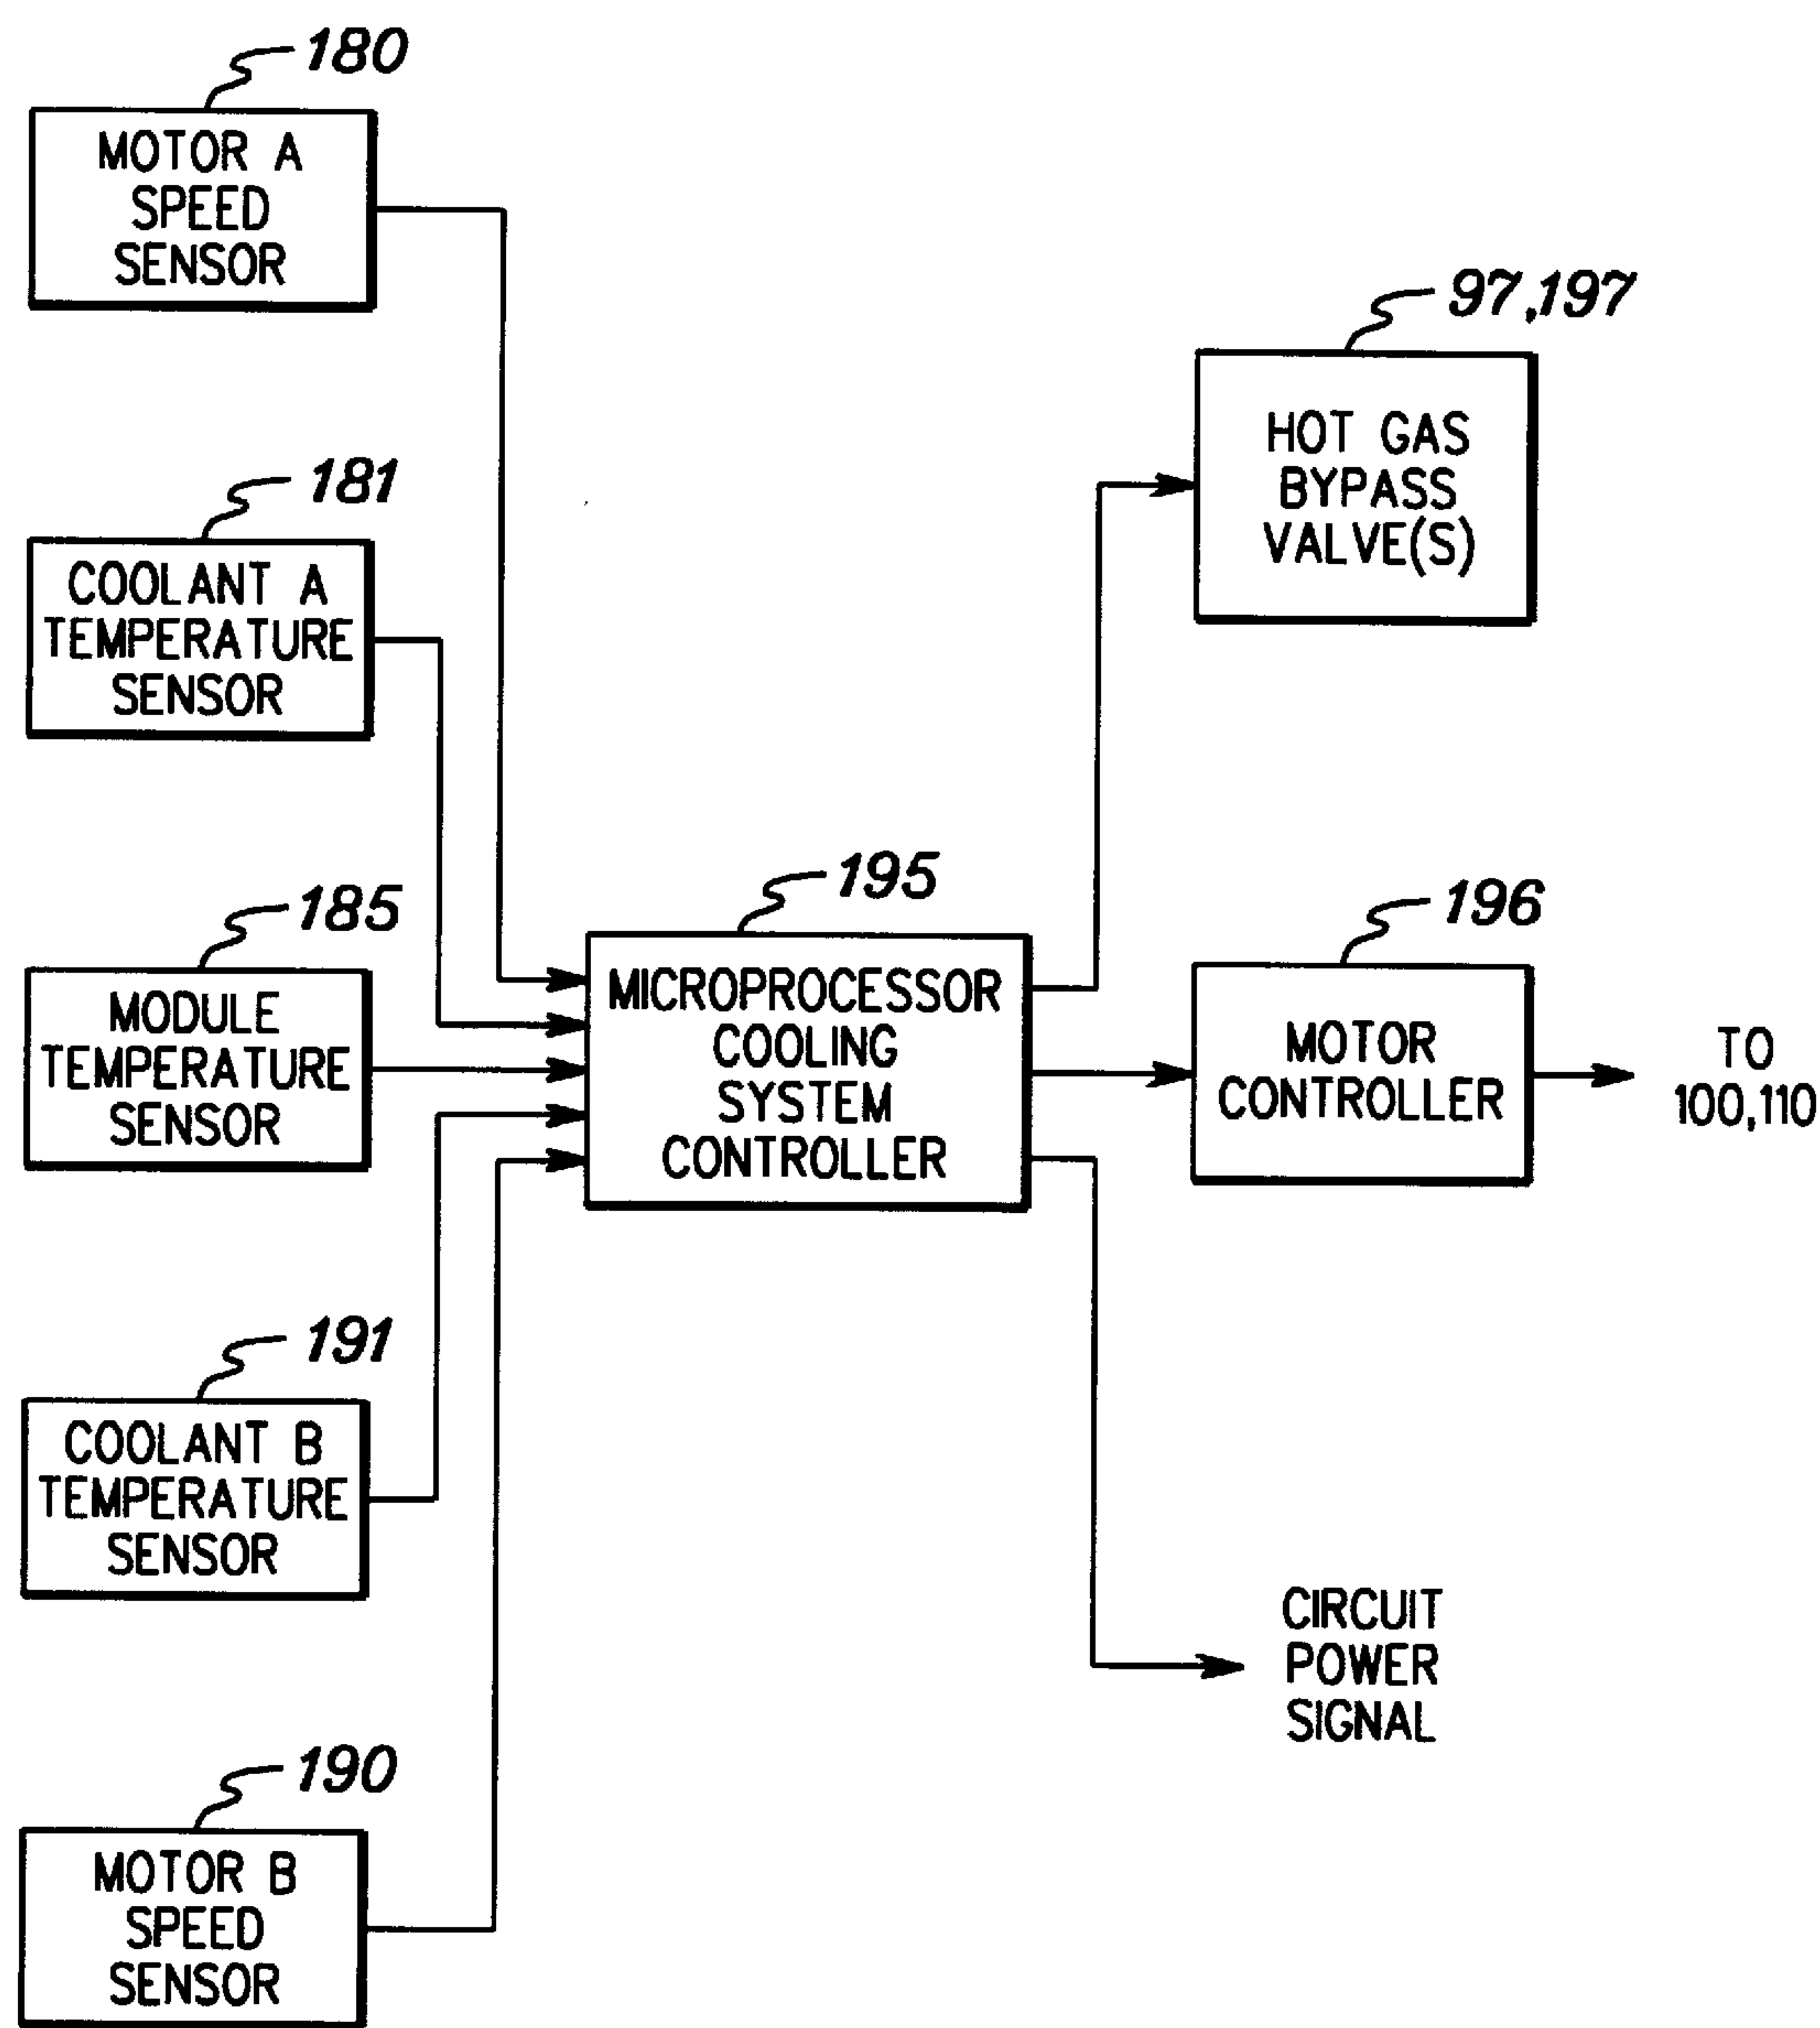 180
MOTOR A
SPEED
SENSOR
97,197
HOT GAS
BYPASS
VALVE(S)
181
COOLANT A
TEMPERATURE
SENSOR
185
MODULE
TEMPERATURE
SENSOR
195
MICROPROCESSOR
COOLING
SYSTEM
CONTROLLER
196
MOTOR
CONTROLLER
TO
100,110
191
COOLANT B
TEMPERATURE
SENSOR
CIRCUIT
POWER
SIGNAL
190
MOTOR B
SPEED
SENSOR